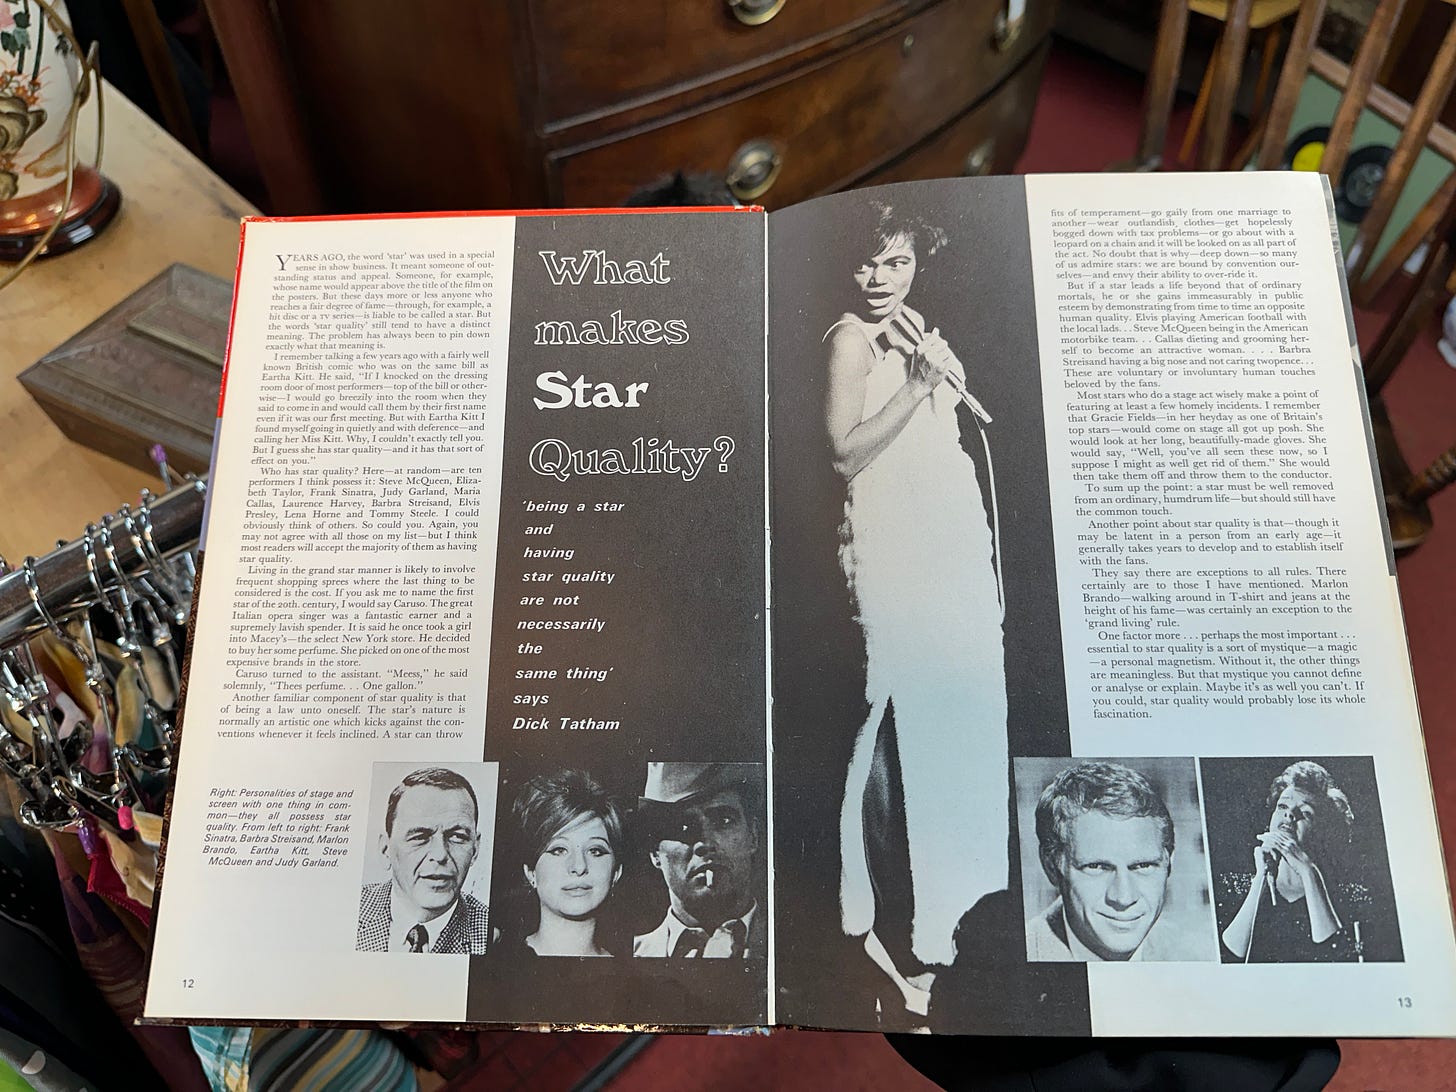 YEARS AGO, the word 'star' was used in a special
sense in show business. It meant someone of out-
standing status and appeal. Someone, for example,
whose name would appear above the title of the film on
the posters. But these days more or less anyone who
reaches a fair degree of fame—through, for example, a
hit disc or a TV series—is liable to be called a star. But
the words 'star quality' still tend to have a distinct
meaning. The problem has always been to pin down
exactly what that meaning is.
I remember talking a few years ago with a fairly well
known British comic who was on the same bill as
Eartha Kitt. He said, "If I knocked on the dressing
room door of most performers—top of the bill or other-
wise—I would go breezily into the room when they
said to come in and would call them by their first name
even if it was our first meeting. But with Eartha Kitt I
found myself going in quietly and with deference—and
calling her Miss Kitt. Why, I couldn't exactly tell you.
But I guess she has star quality—and it has that sort of
effect on you."
Who has star quality? Here—at random—are ten
performers I think possess it: Steve McQueen, Eliza-
beth Taylor, Frank Sinatra, Judy Garland, Maria
Callas, Laurence Harvey, Barbra Streisand, Elvis
Presley, Lena Horne and Tommy Steele. I could
obviously think of others. So could you. Again, you
may not agree with all those on my list—but I think
most readers will accept the majority of them as having
star quality.
Living in the grand star manner is likely to involve
frequent shopping sprees where the last thing to be
considered is the cost. If you ask me to name the first
star of the 20th. century, I would say Caruso. The great
Italian opera singer was a fantastic earner and a
supremely lavish spender. It is said he once took a girl
into Macey's—the select New York store. He decided
to buy her some perfume. She picked on one of the most
expensive brands in the store.
Caruso turned to the assistant. "Meess," he said
solemnly, "Thees perfume. . . One gallon."
Another familiar component of star quality is that
of being a law unto oneself. The star's nature is
normally an artistic one which kicks against the con-
ventions whenever it feels inclined. A star can throw
Right: Personalities of stage and
screen with one thing in com-
mon—they all possess star
quality. From left to right: Frank
Sinatra, Barbra Streisand, Marlon
Brando, Eartha Kitt, Steve
McQueen and Judy Garland.
12
What
makes
Star
Quality?
'being a star
and
having
star quality
are not
necessarily
the
same thing'
says
Dick Tatham
fits of temperament—go gaily from one marriage to
another—wear outlandish clothes—get hopelessly
bogged down with tax problems—or go about with a
leopard on a chain and it will be looked on as all part of
the act. No doubt that is why—deep down—so many
of us admire stars: we are bound by convention our-
selves—and envy their ability to over-ride it.
But if a star leads a life beyond that of ordinary
mortals, he or she gains immeasurably in public
esteem by demonstrating from time to time an opposite
human quality. Elvis playing American football with
the local lads. . . Steve McQueen being in the American
motorbike team. . . Callas dieting and grooming her-
self to become an attractive woman. . . . Barbra
Streisand having a big nose and not caring twopence. . .
These are voluntary or involuntary human touches
beloved by the fans.
Most stars who do a stage act wisely make a point of
featuring at least a few homely incidents. I remember
that Gracie Fields—in her heyday as one of Britain's
top stars—would come on stage all got up posh. She
would look at her long, beautifully-made gloves. She
would say, "Well, you've all seen these now, so I
suppose I might as well get rid of them." She would
then take them off and throw them to the conductor.
To sum up the point: a star must be well removed
from an ordinary, humdrum life—but should still have
the common touch.
Another point about star quality is that—though it
may be latent in a person from an early age—it
generally takes years to develop and to establish itself
with the fans.
They say there are exceptions to all rules. There
certainly are to those I have mentioned. Marlon
Brando—walking around in T-shirt and jeans at the
height of his fame—was certainly an exception to the
'grand living' rule.
One factor more . . . perhaps the most important . . .
essential to star quality is a sort of mystique—a magic
—a personal magnetism. Without it, the other things
are meaningless. But that mystique you cannot define
or analyse or explain. Maybe it's as well you can't. If
you could, star quality would probably lose its whole
fascination.
13